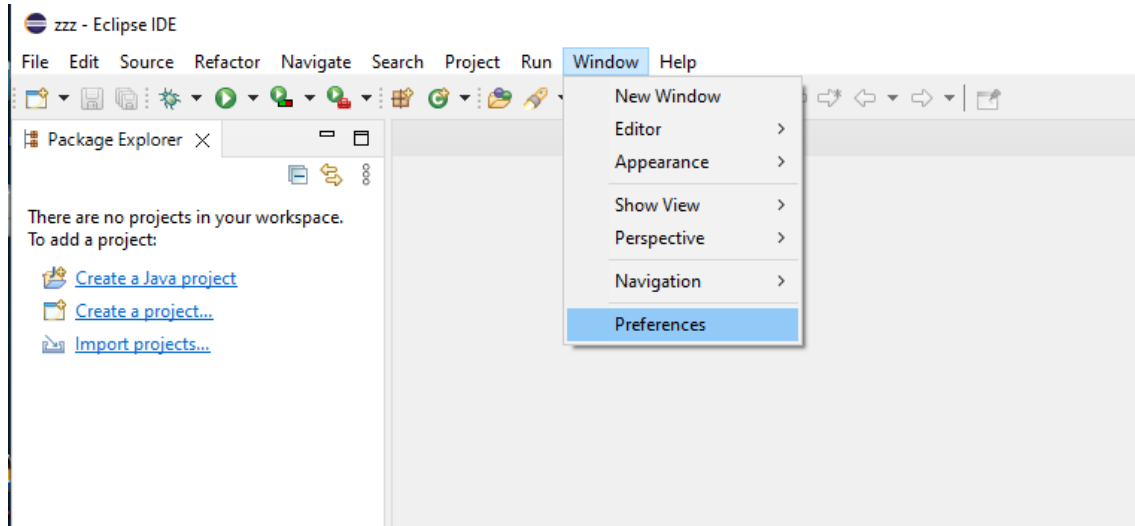 zzz - Eclipse IDE
File Edit Source Refactor Navigate Search Project Run Window Help
Package Explorer
New Window
Editor
Appearance
Show View
Perspective
Navigation
Preferences
There are no projects in your workspace.
To add a project:
Create a Java project
Create a project...
Import projects...